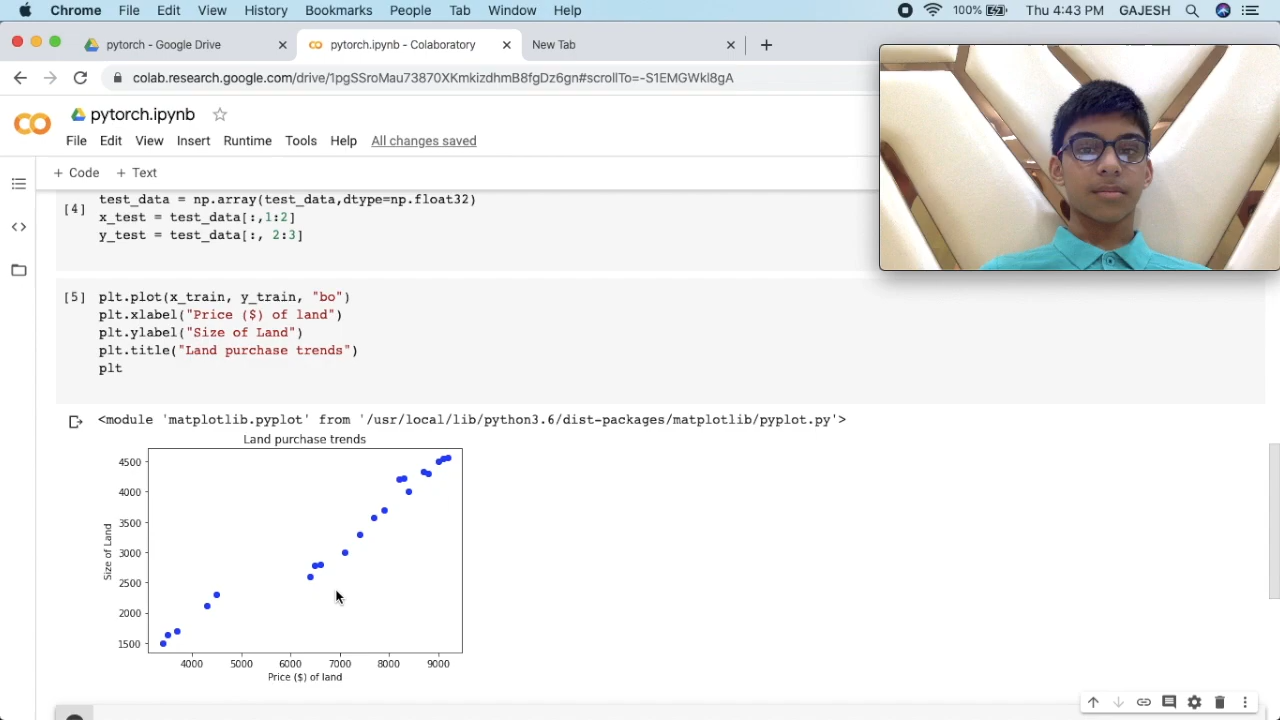 Chrome File Edit View History Bookmarks People Tab Window Help 100% Thu 4:43 PM GAJESH
pytorch - Google Drive pytorch.ipynb - Colaboratory New Tab
colab.research.google.com/drive/1pgSSroMau73870XKmkizdhmB8fgDz6gn#scrollTo=-S1EMGWkl8gA
pytorch.ipynb
File Edit View Insert Runtime Tools Help All changes saved
+ Code + Text
test_data = np.array(test_data,dtype=np.float32)
[4]
x_test = test_data[:,1:2]
y_test = test_data[:, 2:3]
[5] plt.plot(x_train, y_train, "bo")
plt.xlabel("Price ($) of land")
plt.ylabel("Size of Land")
plt.title("Land purchase trends")
plt
<module 'matplotlib.pyplot' from '/usr/local/lib/python3.6/dist-packages/matplotlib/pyplot.py'>
Land purchase trends
4500
4000
3500
3000
2500
2000
1500
Size of Land
4000 5000 6000 7000 8000 9000
Price ($) of land